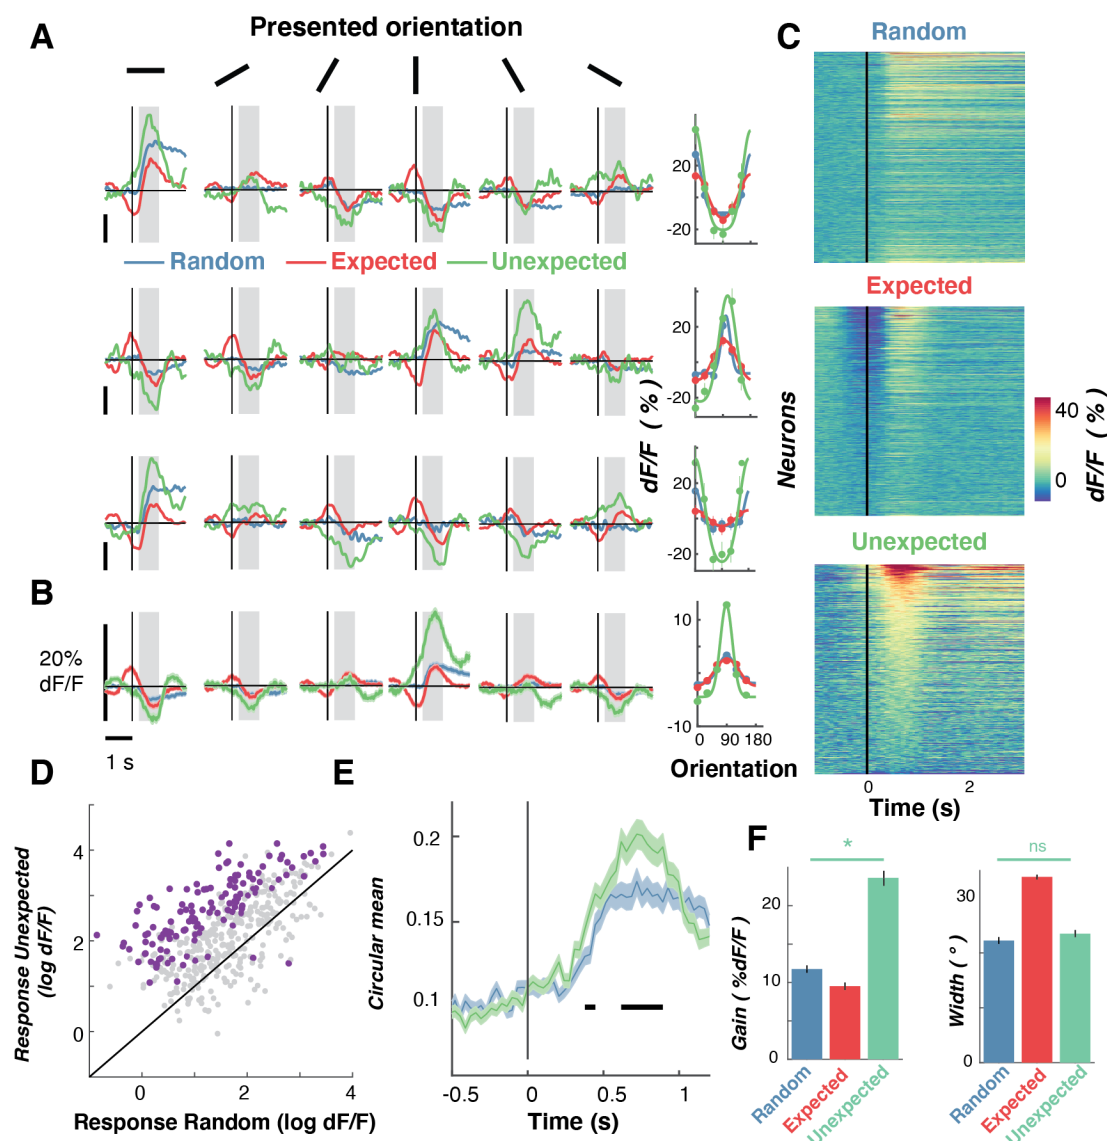 A
Presented orientation
C
Random
20
-20
Random
Expected
Unexpected
Expected
20
-20
dF/F ( % )
Neurons
40
0
dF/F ( % )
20
-20
Unexpected
B
20%
dF/F
10
-10
0 90 180
1 s
Orientation
0 2
Time (s)
D
Response Unexpected
(log dF/F)
4
2
0
0 2 4
Response Random (log dF/F)
E
Circular mean
0.2
0.15
0.1
-0.5 0 0.5 1
Time (s)
F
*
ns
Gain ( %dF/F )
20
10
0
Random
Expected
Unexpected
Width ( ° )
30
0
Random
Expected
Unexpected